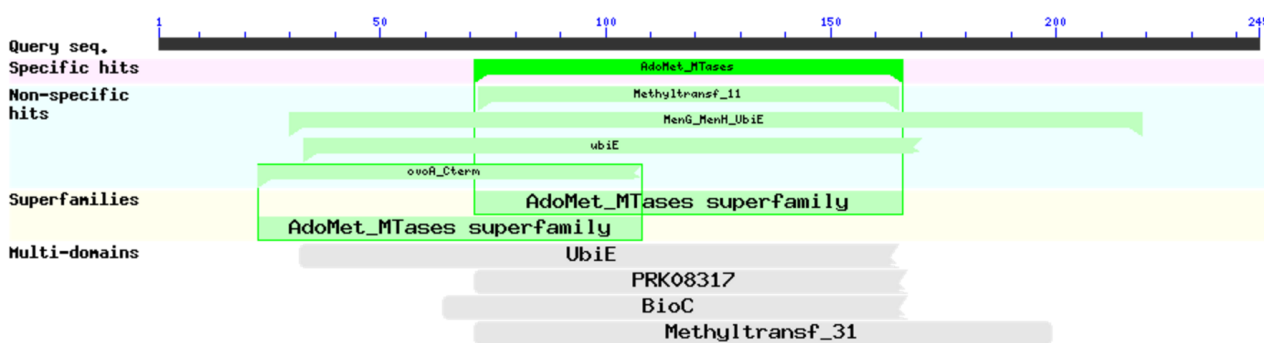 1 50 100 150 200 245
Query seq.
Specific hits AdoMet_MTases
Non-specific Methyltransf_11
hits
MenG_MenH_UbiE
ubiE
ovoA_Cterm
Superfamilies AdoMet_MTases superfamily
AdoMet_MTases superfamily
Multi-domains UbiE
PRK08317
BioC
Methyltransf_31